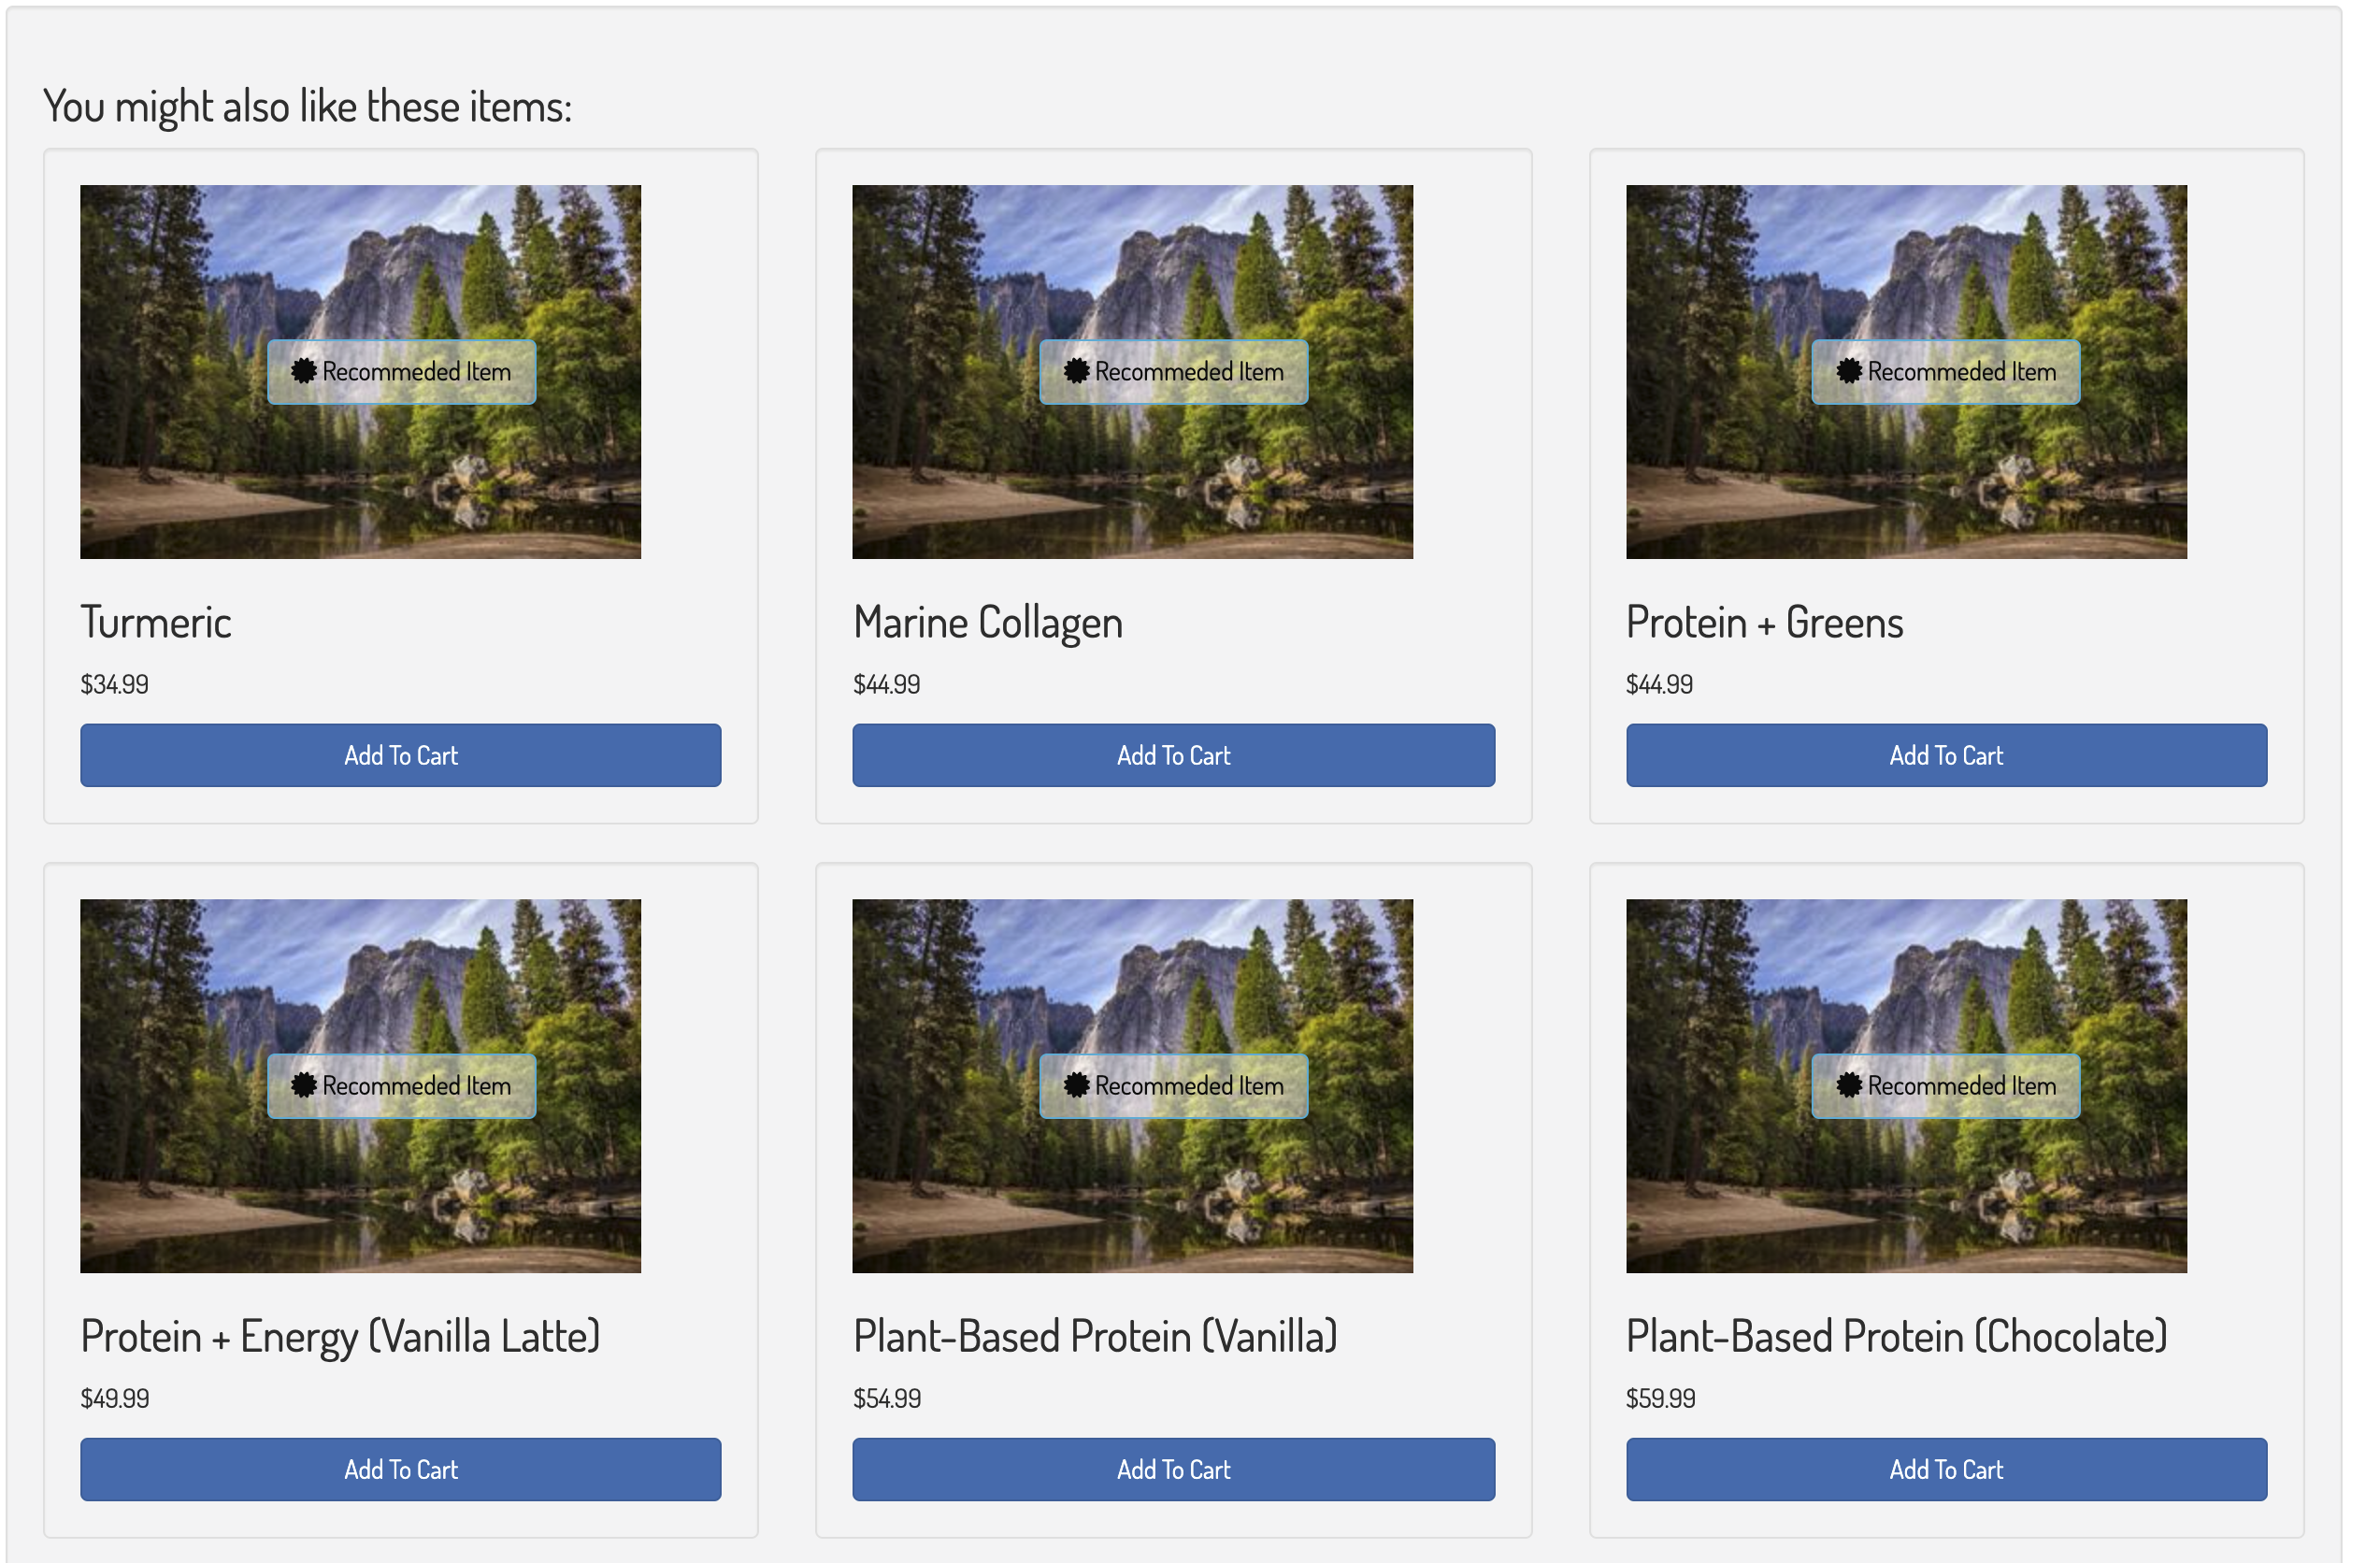 You might also like these items:
Recommeded Item
Recommeded Item
Recommeded Item
Turmeric
Marine Collagen
Protein + Greens
$34.99
$44.99
$44.99
Add To Cart
Add To Cart
Add To Cart
Recommeded Item
Recommeded Item
Recommeded Item
Protein + Energy (Vanilla Latte)
Plant-Based Protein (Vanilla)
Plant-Based Protein (Chocolate)
$49.99
$54.99
$59.99
Add To Cart
Add To Cart
Add To Cart